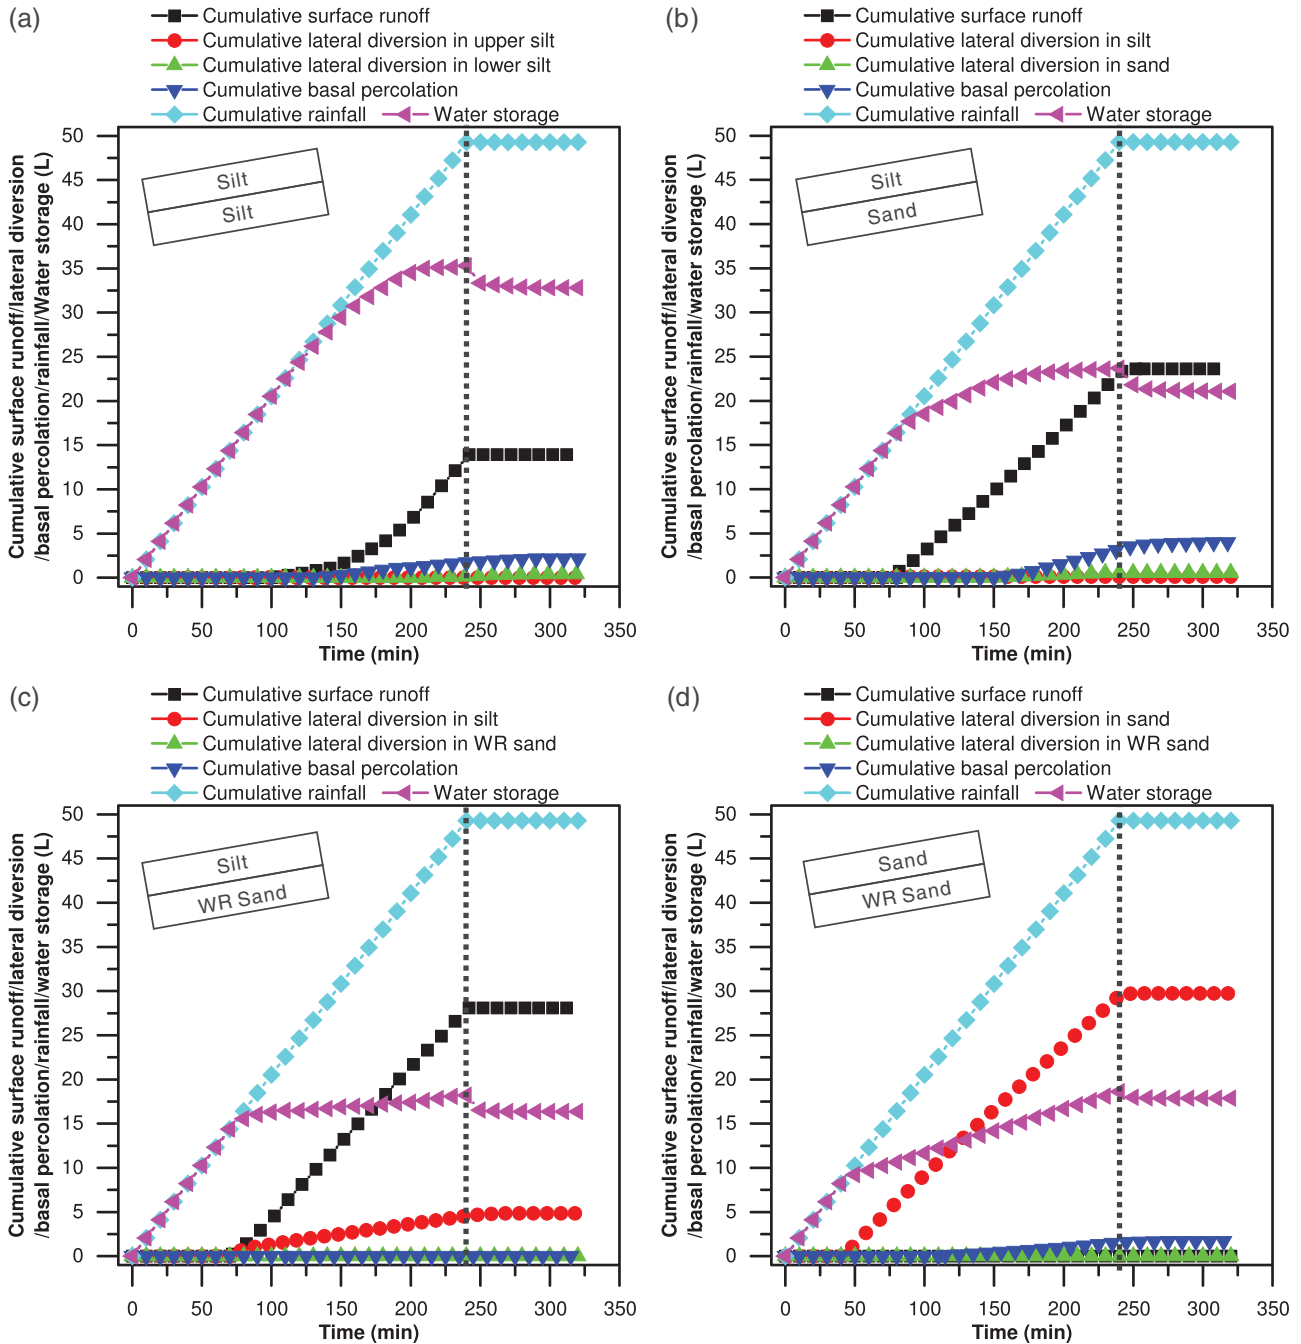 (a)
Cumulative surface runoff
Cumulative lateral diversion in upper silt
Cumulative lateral diversion in lower silt
Cumulative basal percolation
Cumulative rainfall Water storage
Cumulative surface runoff/lateral diversion
/basal percolation/rainfall/Water storage (L)
50
45
40
35
30
25
20
15
10
5
0
Silt
Silt
0 50 100 150 200 250 300 350
Time (min)
(b)
Cumulative surface runoff
Cumulative lateral diversion in silt
Cumulative lateral diversion in sand
Cumulative basal percolation
Cumulative rainfall Water storage
Cumulative surface runoff/lateral diversion
/basal percolation/rainfall/water storage (L)
50
45
40
35
30
25
20
15
10
5
0
Silt
Sand
0 50 100 150 200 250 300 350
Time (min)
(c)
Cumulative surface runoff
Cumulative lateral diversion in silt
Cumulative lateral diversion in WR sand
Cumulative basal percolation
Cumulative rainfall Water storage
Cumulative surface runoff/lateral diversion
/basal percolation/rainfall/water storage (L)
50
45
40
35
30
25
20
15
10
5
0
Silt
WR Sand
0 50 100 150 200 250 300 350
Time (min)
(d)
Cumulative surface runoff
Cumulative lateral diversion in sand
Cumulative lateral diversion in WR sand
Cumulative basal percolation
Cumulative rainfall Water storage
Cumulative surface runoff/lateral diversion
/basal percolation/rainfall/water storage (L)
50
45
40
35
30
25
20
15
10
5
0
Sand
WR Sand
0 50 100 150 200 250 300 350
Time (min)